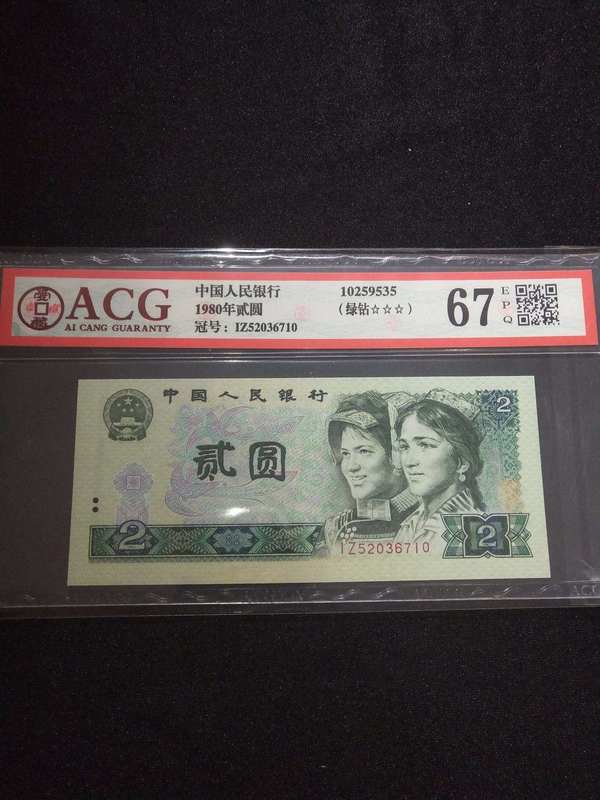 ACG
AI CANG GUARANTY
中国人民银行
1980年贰圆
冠号：IZ52036710
10259535
（绿钻☆☆☆）
67
EPQ
中国人民银行
2
贰圆
IZ52036710
2
2
ACG